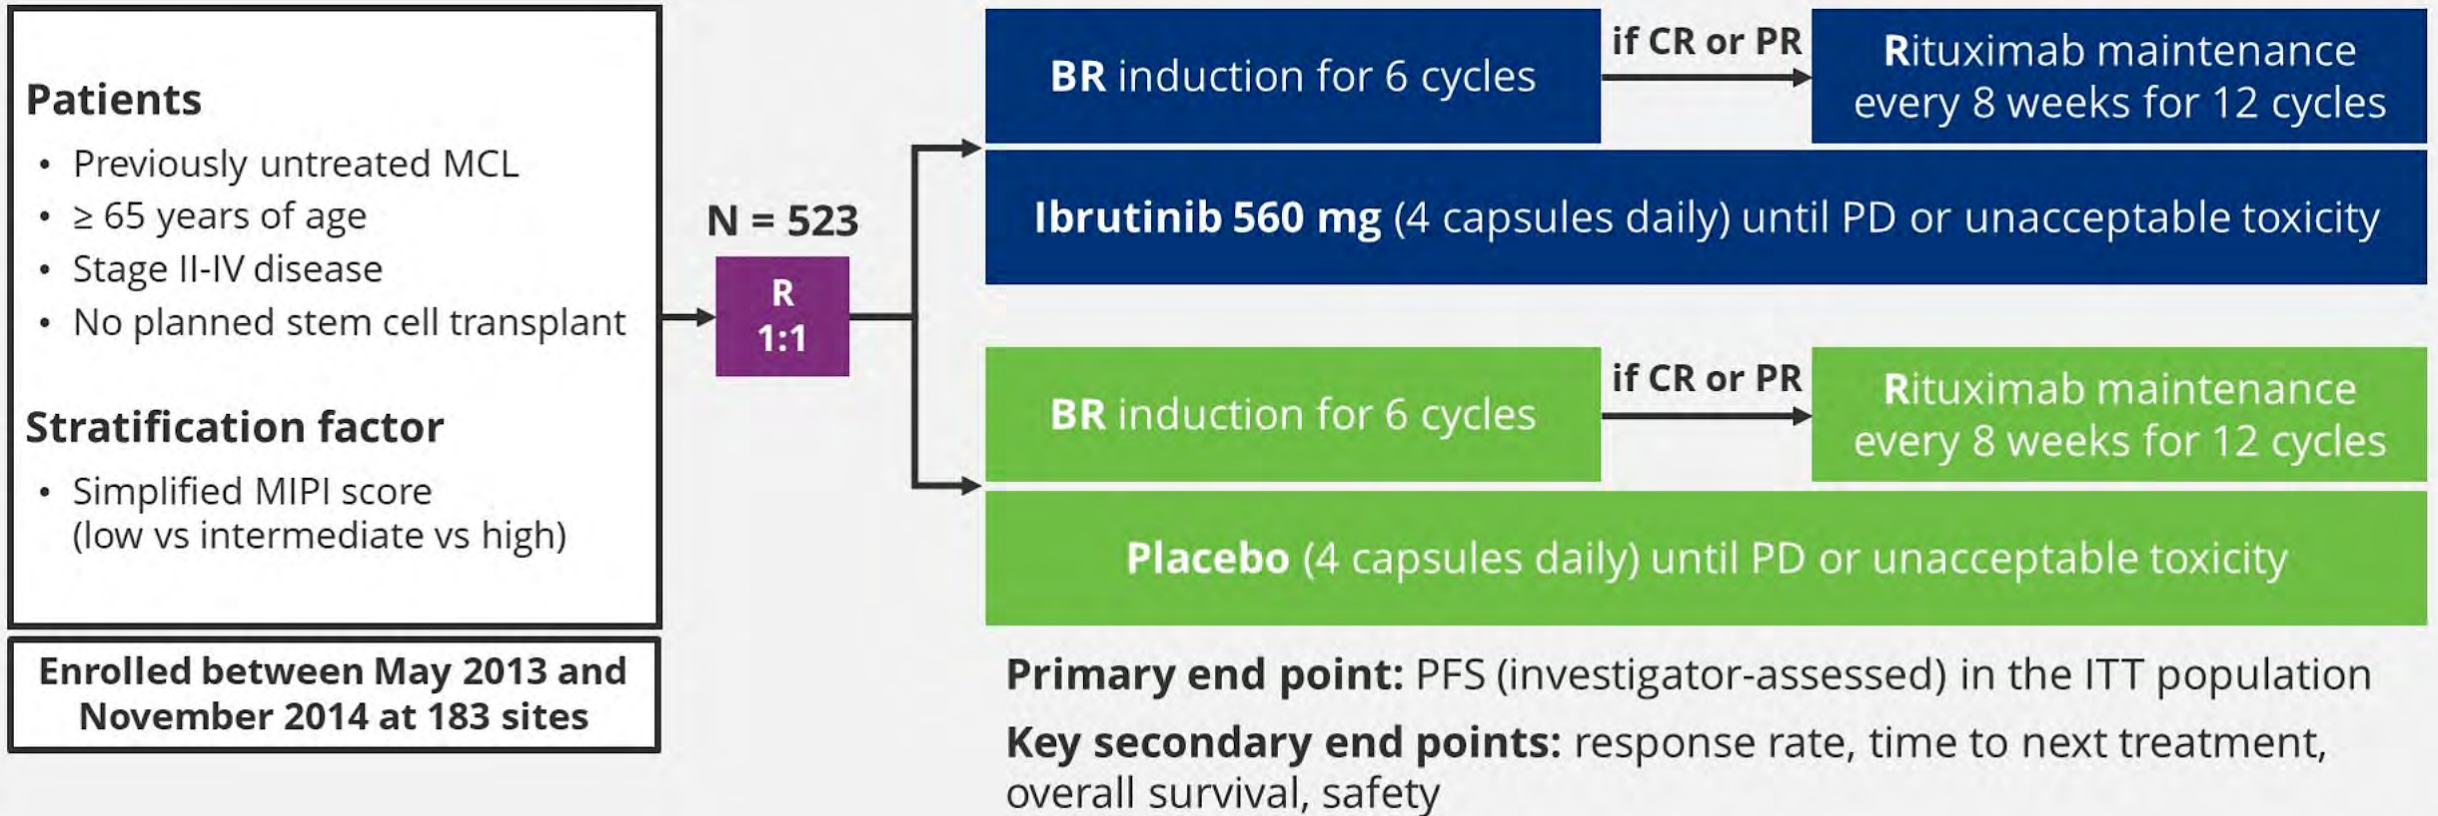 Patients
• Previously untreated MCL
• ≥ 65 years of age
• Stage II-IV disease
• No planned stem cell transplant
Stratification factor
• Simplified MIPI score
(low vs intermediate vs high)
Enrolled between May 2013 and
November 2014 at 183 sites
N = 523
R
1:1
BR induction for 6 cycles
if CR or PR
Rituximab maintenance
every 8 weeks for 12 cycles
Ibrutinib 560 mg (4 capsules daily) until PD or unacceptable toxicity
BR induction for 6 cycles
if CR or PR
Rituximab maintenance
every 8 weeks for 12 cycles
Placebo (4 capsules daily) until PD or unacceptable toxicity
Primary end point: PFS (investigator-assessed) in the ITT population
Key secondary end points: response rate, time to next treatment,
overall survival, safety